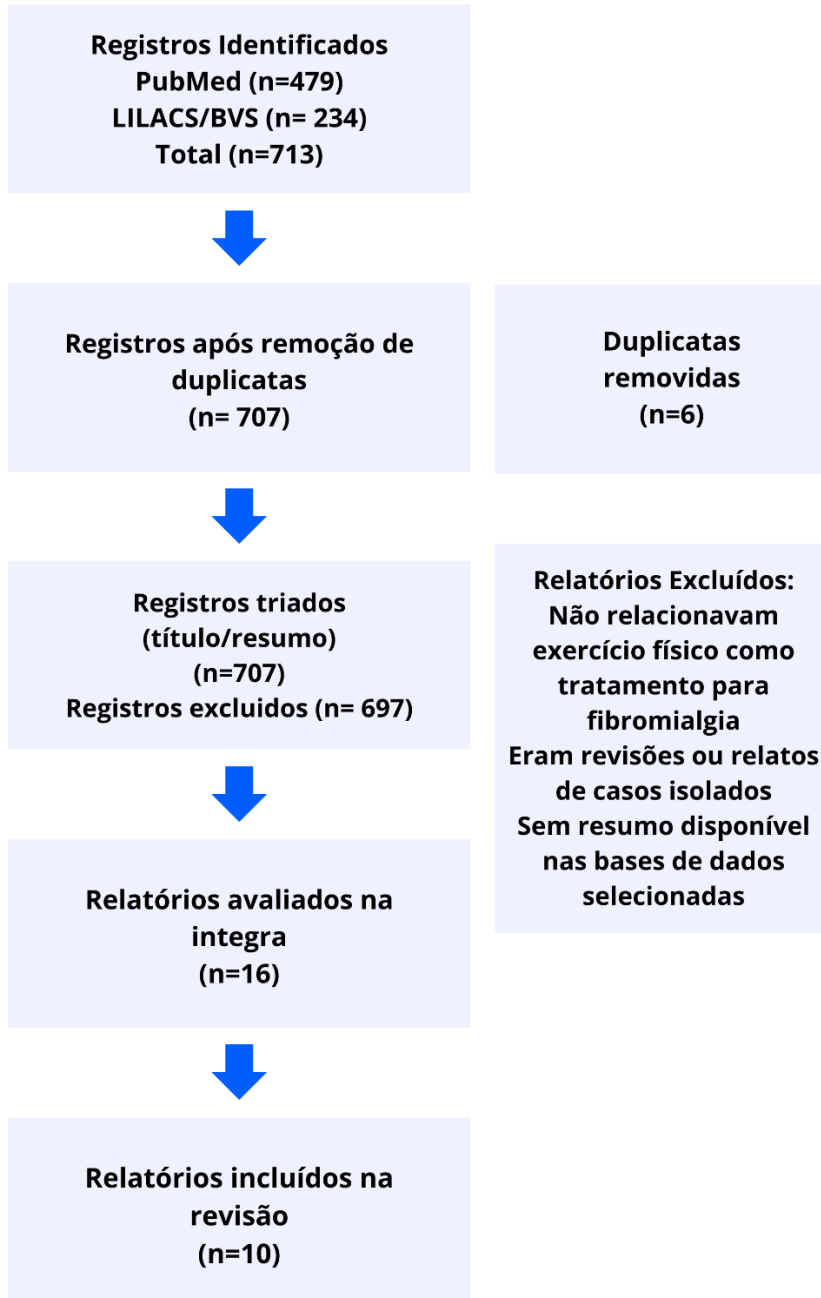 Registros Identificados
PubMed (n=479)
LILACS/BVS (n= 234)
Total (n=713)
Registros após remoção de
duplicatas
(n= 707)
Duplicatas
removidas
(n=6)
Registros triados
(título/resumo)
(n=707)
Registros excluidos (n= 697)
Relatórios Excluídos:
Não relacionavam
exercício físico como
tratamento para
fibromialgia
Eram revisões ou relatos
de casos isolados
Sem resumo disponível
nas bases de dados
selecionadas
Relatórios avaliados na
integra
(n=16)
Relatórios incluídos na
revisão
(n=10)